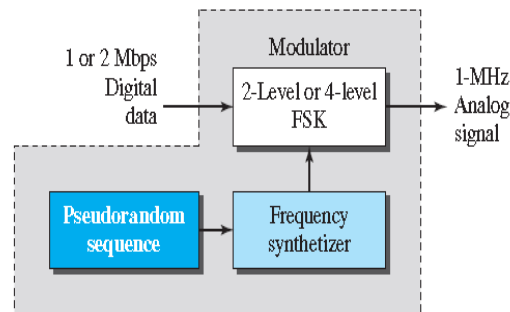 Modulator
1 or 2 Mbps
Digital
data
2-Level or 4-level
FSK
1-MHz
Analog
signal
Pseudorandom
sequence
Frequency
synthetizer